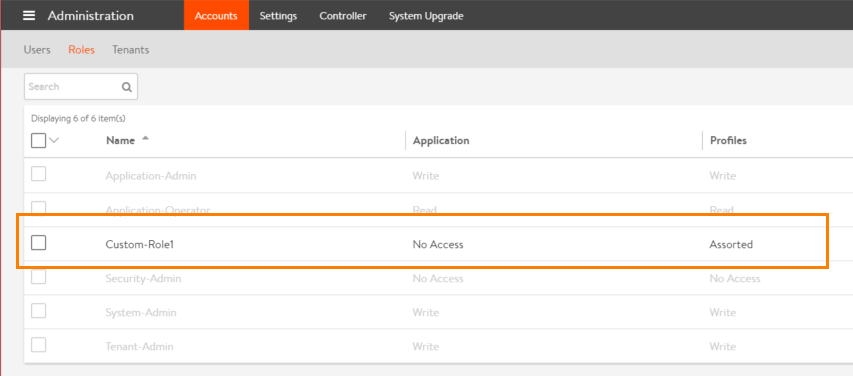 Administration Accounts Settings Controller System Upgrade
Users Roles Tenants
Search
Displaying 6 of 6 item(s)
Name Application Profiles
Application-Admin Write Write
Application-Operator Read Read
Custom-Role1 No Access Assorted
Security-Admin No Access No Access
System-Admin Write Write
Tenant-Admin Write Write